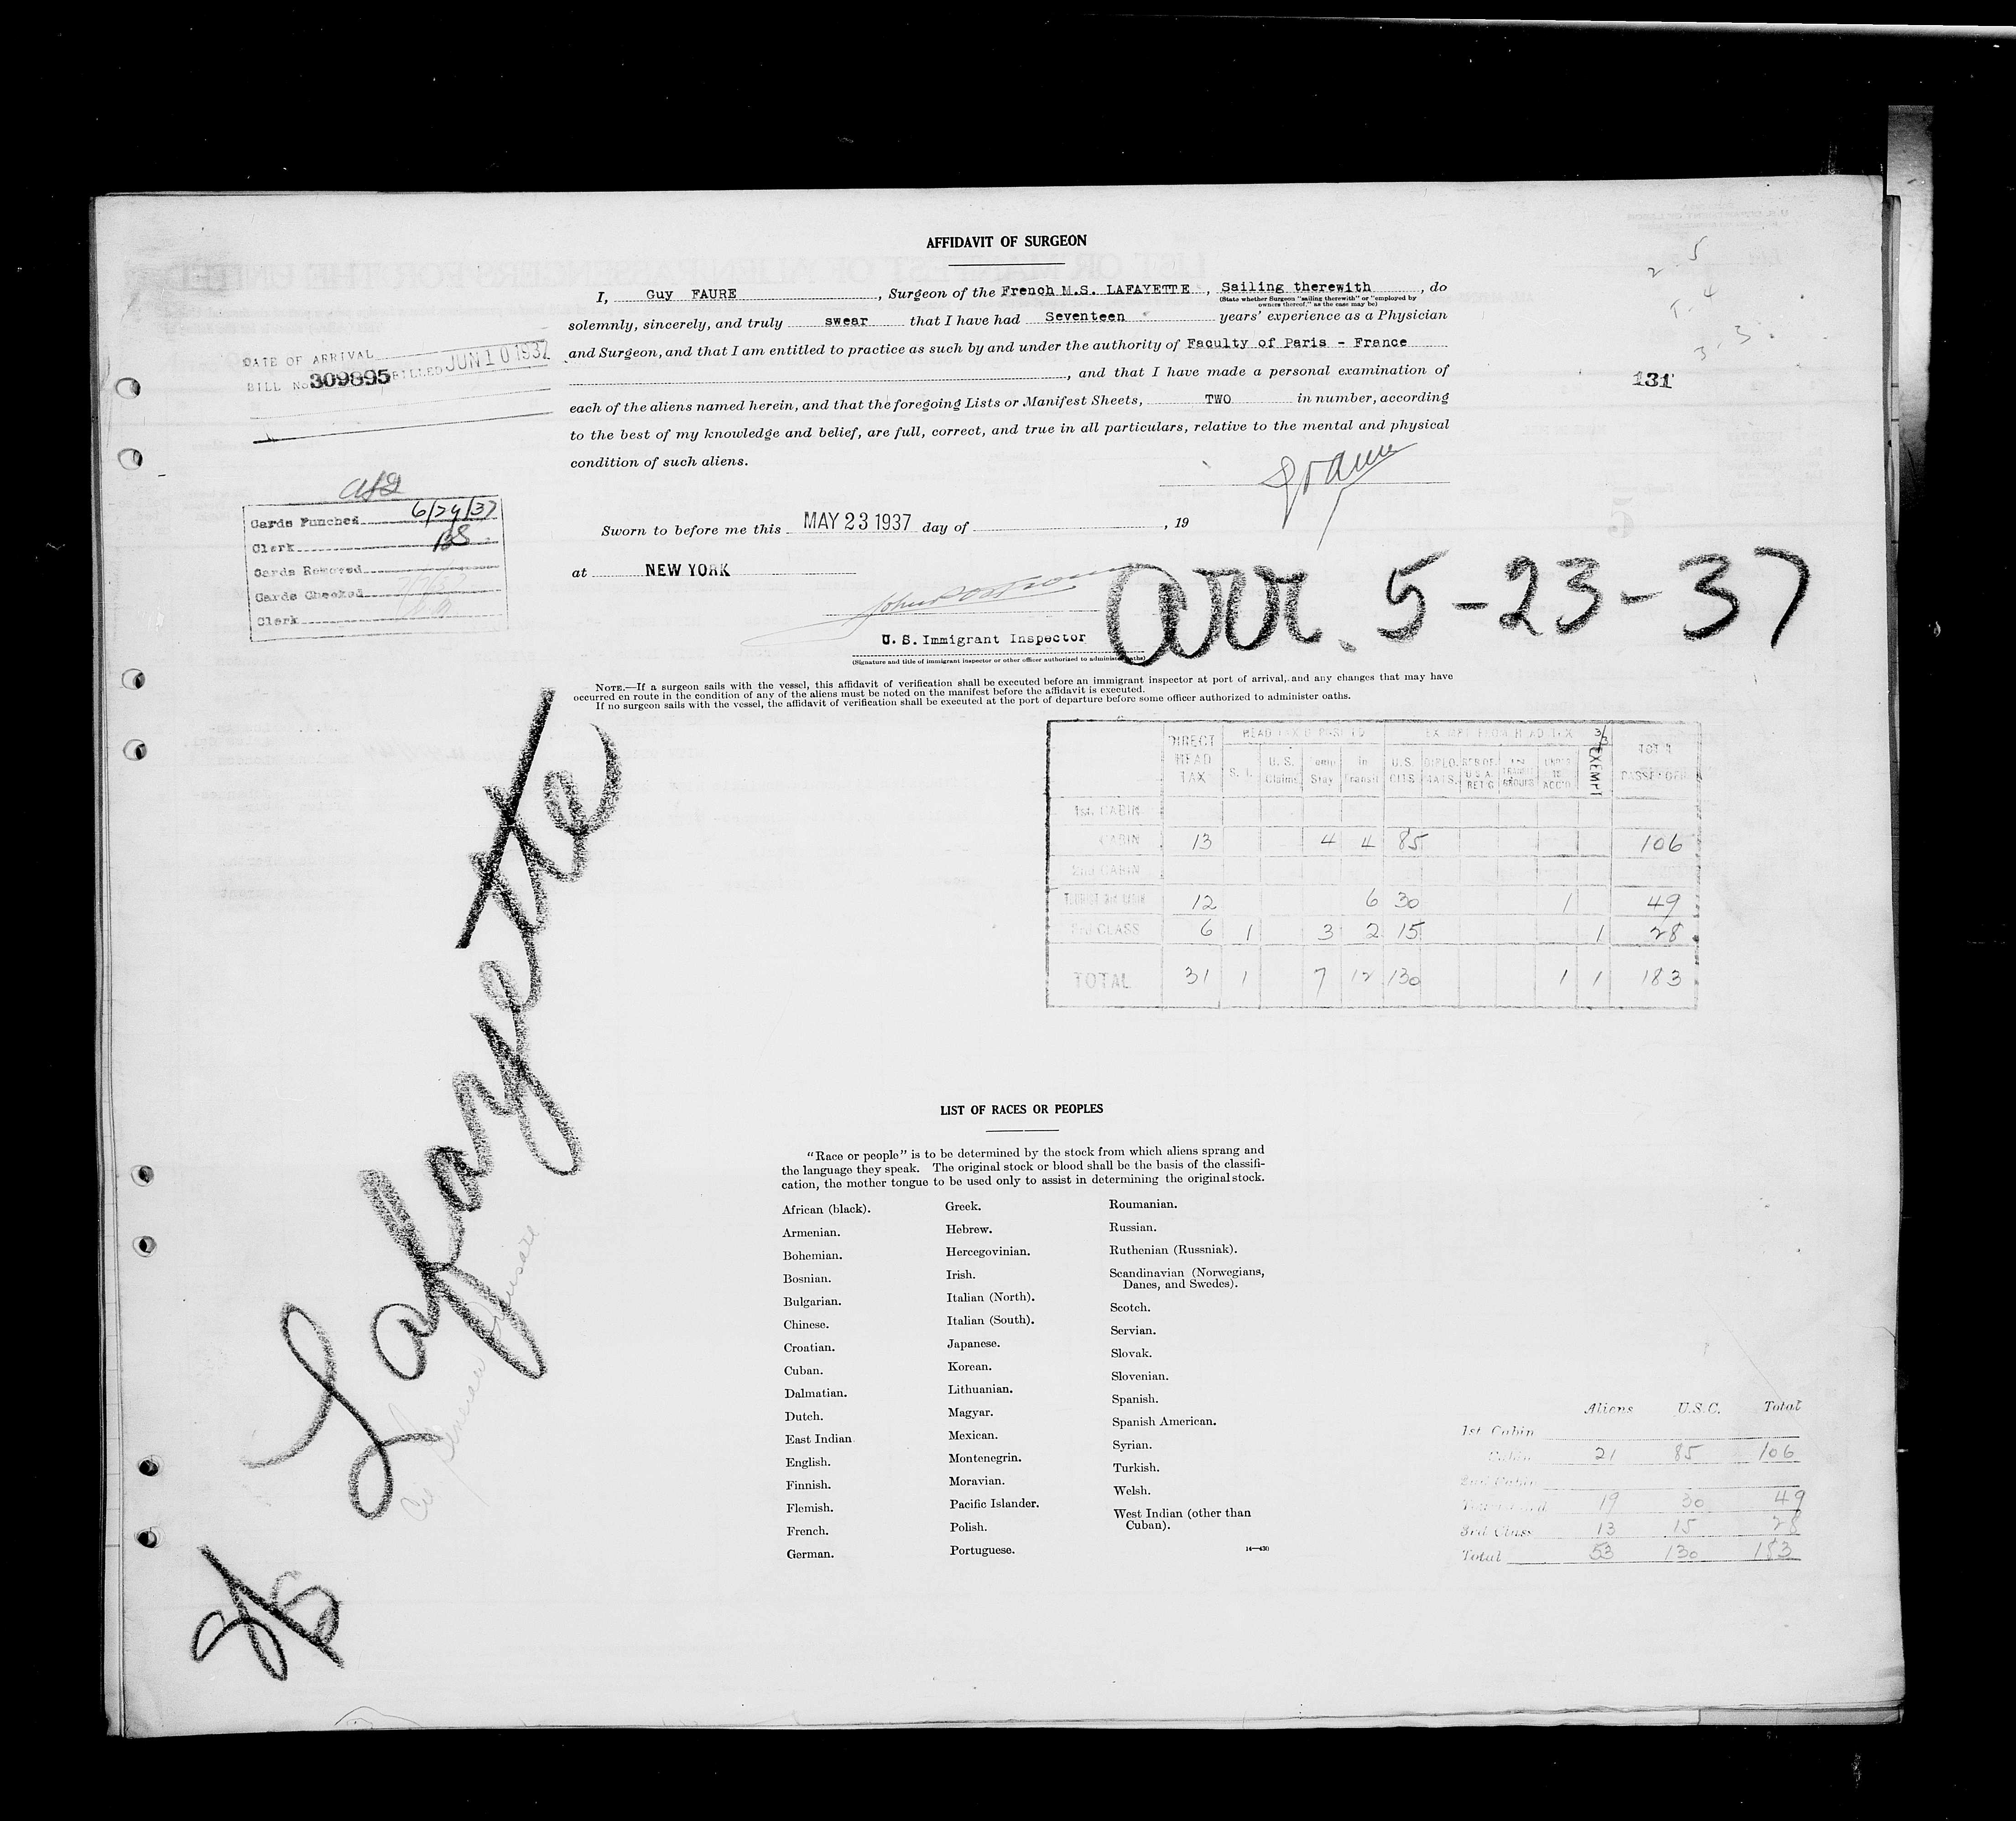 AFFIDAVIT OF SURGEON
I, Guy FAURE, Surgeon of the French M.S. LAFAYETTE, Sailing therewith, do
(State whether Surgeon "sailing therewith" or "employed by
owners thereof," as the case may be)
solemnly, sincerely, and truly swear that I have had Seventeen years' experience as a Physician
and Surgeon, and that I am entitled to practice as such by and under the authority of Faculty of Paris - France
, and that I have made a personal examination of
each of the aliens named herein, and that the foregoing Lists or Manifest Sheets, TWO in number, according
to the best of my knowledge and belief, are full, correct, and true in all particulars, relative to the mental and physical
condition of such aliens.
DATE OF ARRIVAL
BILL No 309895 BILLED JUN 10 1937
131
Cards Punched 6/24/37
Clerk
Cards Removed
Cards Checked
Clerk
Sworn to before me this MAY 23 1937 day of , 19
at NEW YORK
U. S. Immigrant Inspector
(Signature and title of immigrant inspector or other officer authorized to administer oaths)
arr. 5-23-37
NOTE.—If a surgeon sails with the vessel, this affidavit of verification shall be executed before an immigrant inspector at port of arrival, and any changes that may have
occurred en route in the condition of any of the aliens must be noted on the manifest before the affidavit is executed.
If no surgeon sails with the vessel, the affidavit of verification shall be executed at the port of departure before some officer authorized to administer oaths.
Lafayette
DIRECT HEAD TAX S. I. U. S. Claims Temp Stay In Transit U.S. CITS DIPLOMATS. EXEMPT
1st. CABIN
CABIN 13 4 4 85 106
2nd CABIN
12 6 30 1 49
CLASS 6 1 3 2 15 1 28
TOTAL 31 1 7 12 130 1 1 183
LIST OF RACES OR PEOPLES
"Race or people" is to be determined by the stock from which aliens sprang and
the language they speak. The original stock or blood shall be the basis of the classifi-
cation, the mother tongue to be used only to assist in determining the original stock.
African (black).
Armenian.
Bohemian.
Bosnian.
Bulgarian.
Chinese.
Croatian.
Cuban.
Dalmatian.
Dutch.
East Indian
English.
Finnish.
Flemish.
French.
German.
Greek.
Hebrew.
Hercegovinian.
Irish.
Italian (North).
Italian (South).
Japanese.
Korean.
Lithuanian.
Magyar.
Mexican.
Montenegrin.
Moravian.
Pacific Islander.
Polish.
Portuguese.
Roumanian.
Russian.
Ruthenian (Russniak).
Scandinavian (Norwegians,
Danes, and Swedes).
Scotch.
Servian.
Slovak.
Slovenian.
Spanish.
Spanish American.
Syrian.
Turkish.
Welsh.
West Indian (other than
Cuban).
14—430
Aliens U.S.C. Total
1st Cabin
Cabin 21 85 106
2nd Cabin
19 30 49
3rd Class 13 15 28
Total 53 130 183